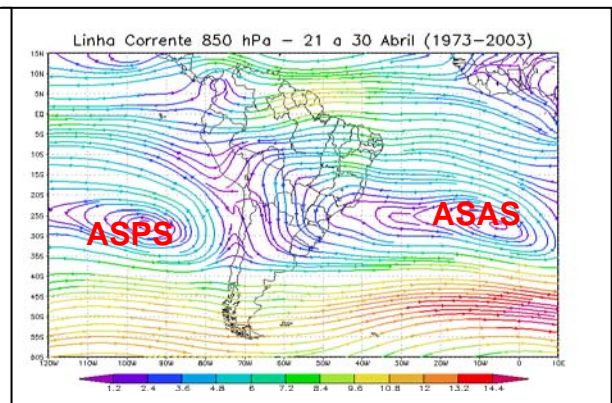 Linha Corrente 850 hPa – 21 a 30 Abril (1973–2003)
15N
10N
5N
EQ
5S
10S
15S
20S
25S
30S
35S
40S
45S
50S
55S
60S
ASPS
ASAS
120W 110W 100W 90W 80W 70W 60W 50W 40W 30W 20W 10W 0 10E
1.2 2.4 3.6 4.8 6 7.2 8.4 9.6 10.8 12 13.2 14.4